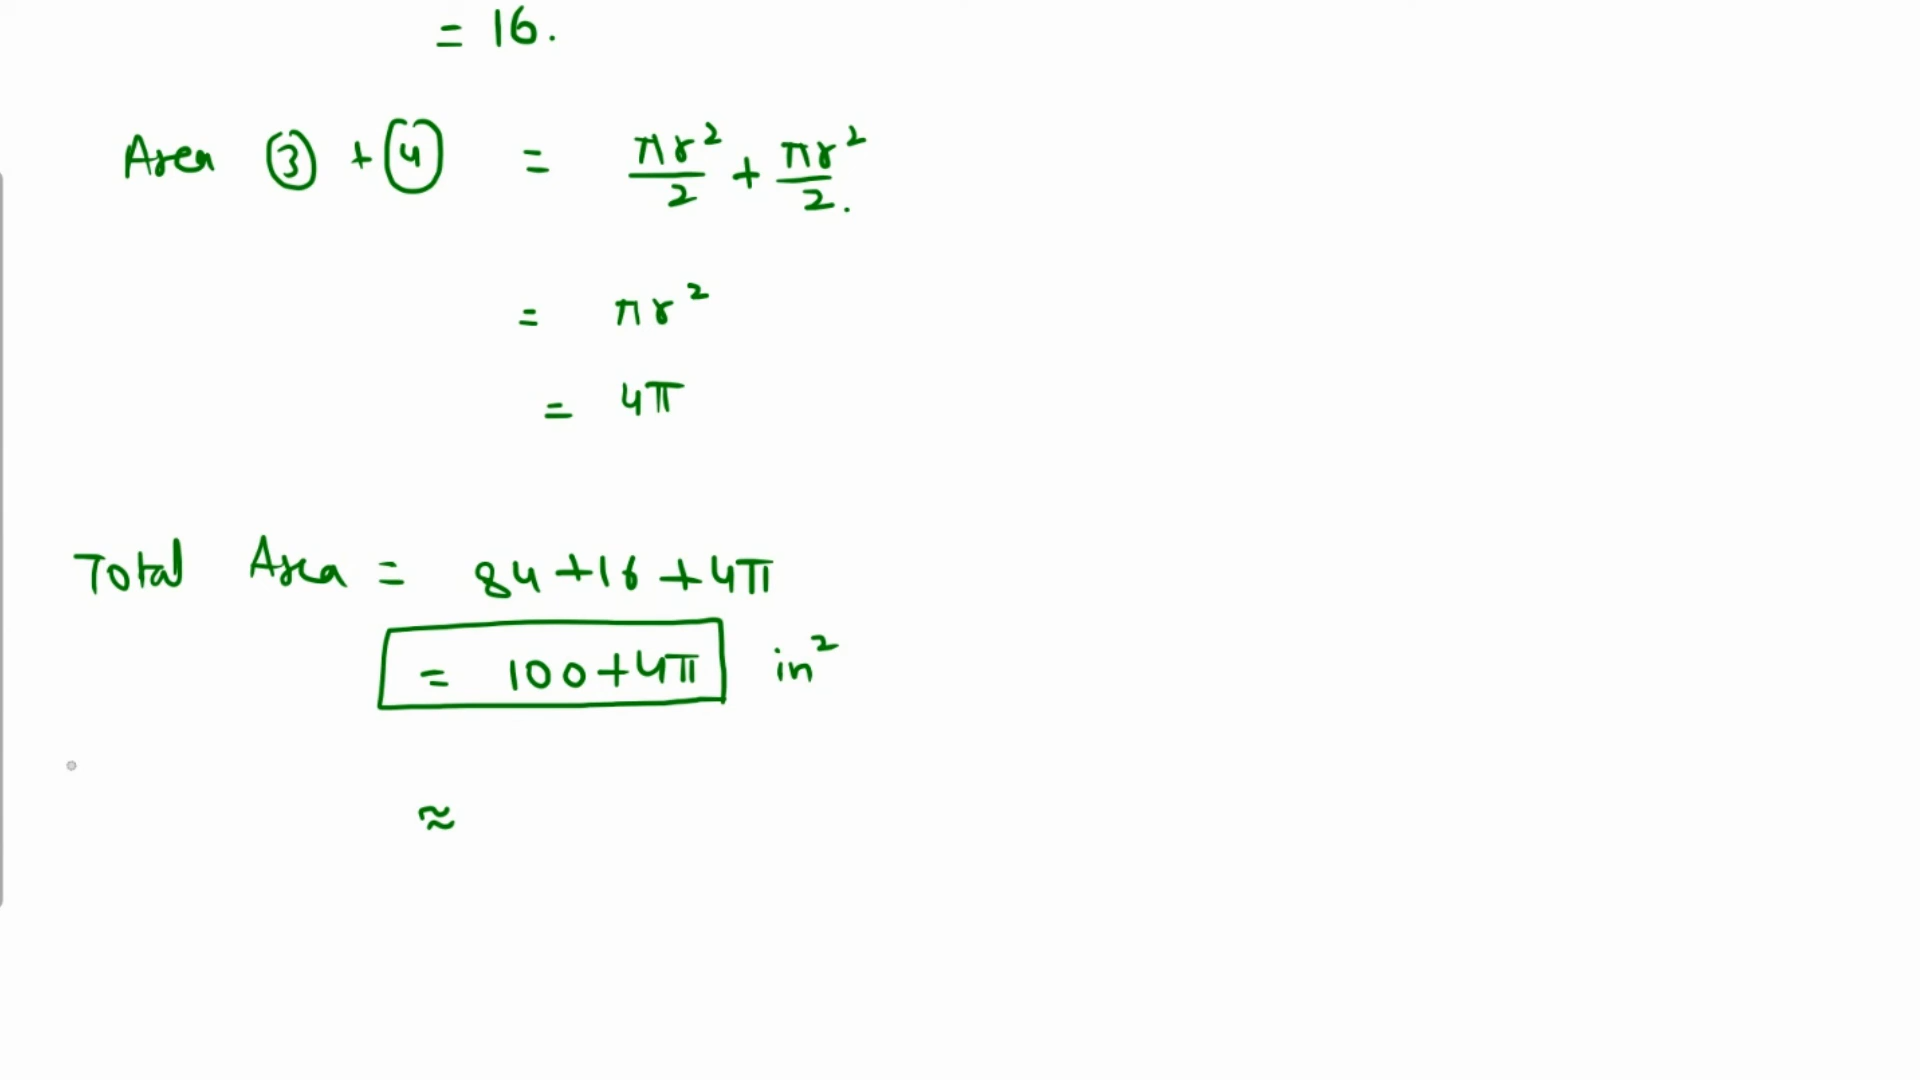 = 16.
Area ③ + ④ = πr²/2 + πr²/2.
= πr²
= 4π
Total Area = 84 + 16 + 4π
= 100 + 4π in²
≈